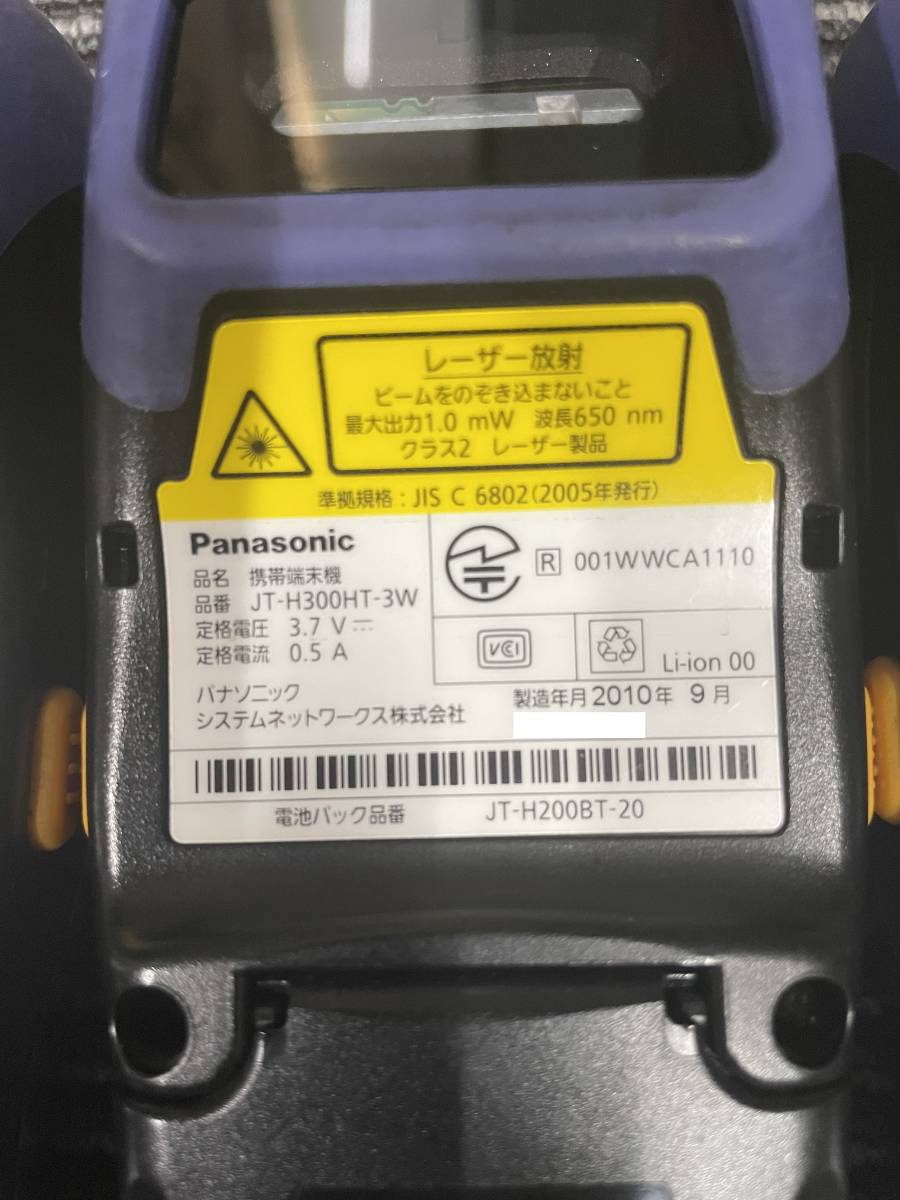 レーザー放射
ビームをのぞき込まないこと
最大出力1.0 mW 波長650 nm
クラス2 レーザー製品
準拠規格：JIS C 6802（2005年発行）
Panasonic
品名 携帯端末機
品番 JT-H300HT-3W
定格電圧 3.7 V ⎓
定格電流 0.5 A
R 001WWCA1110
VCCI
Li-ion 00
パナソニック
システムネットワークス株式会社
製造年月 2010年 9月
電池パック品番 JT-H200BT-20